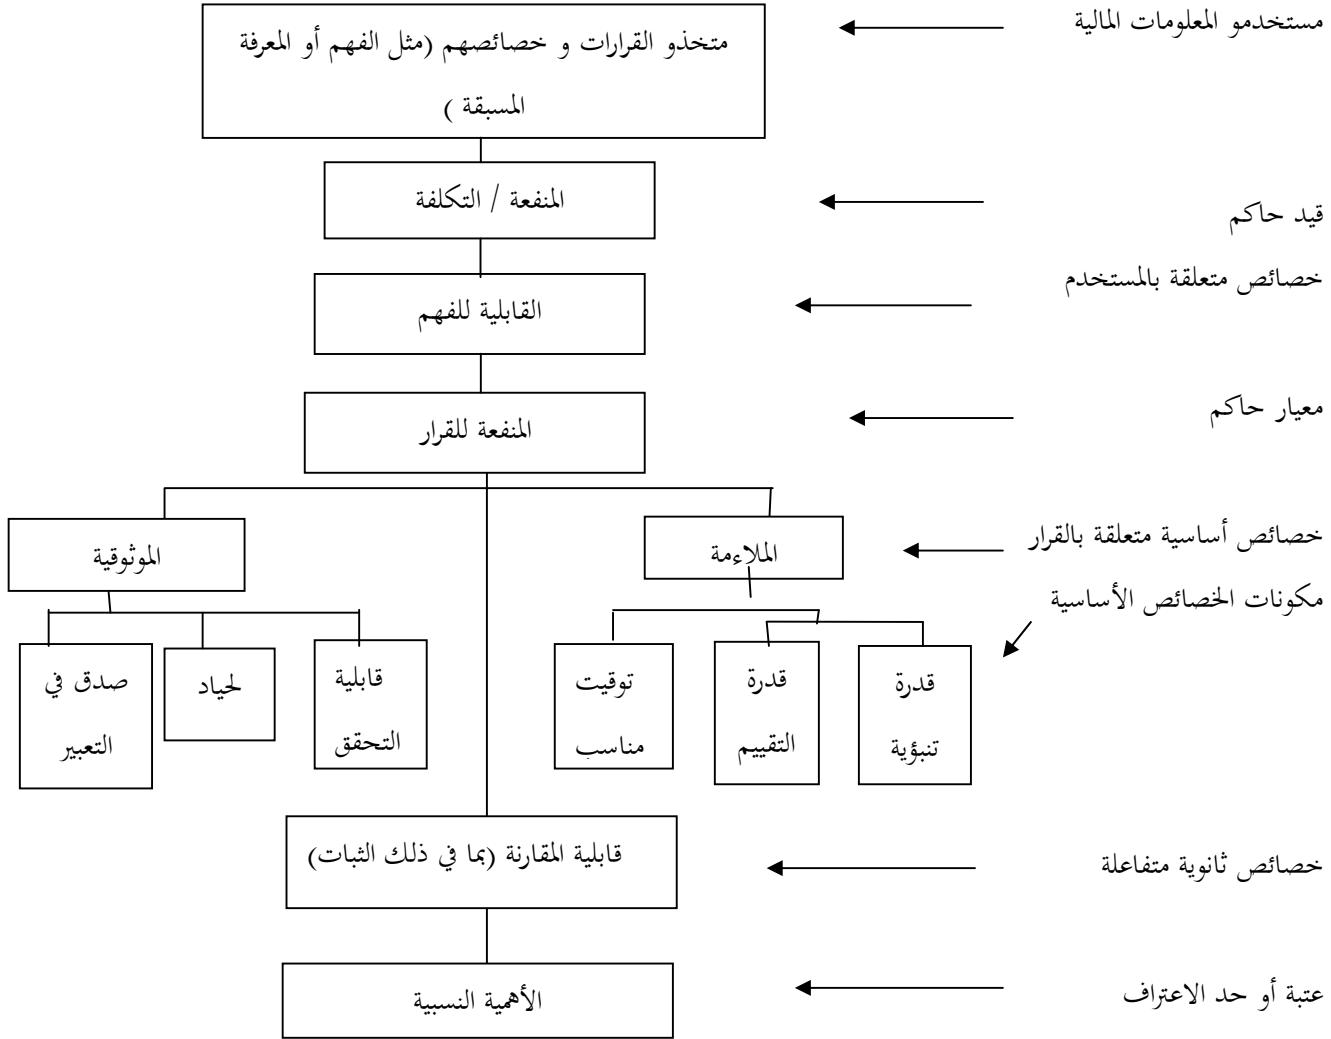 مستخدمو المعلومات المالية
متخذو القرارات و خصائصهم (مثل الفهم أو المعرفة
المسبقة )
قيد حاكم
المنفعة / التكلفة
خصائص متعلقة بالمستخدم
القابلية للفهم
معيار حاكم
المنفعة للقرار
خصائص أساسية متعلقة بالقرار
الملاءمة
الموثوقية
مكونات الخصائص الأساسية
قدرة
تنبؤية
قدرة
التقييم
توقيت
مناسب
قابلية
التحقق
لحياد
صدق في
التعبير
خصائص ثانوية متفاعلة
قابلية المقارنة (بما في ذلك الثبات)
عتبة أو حد الاعتراف
الأهمية النسبية